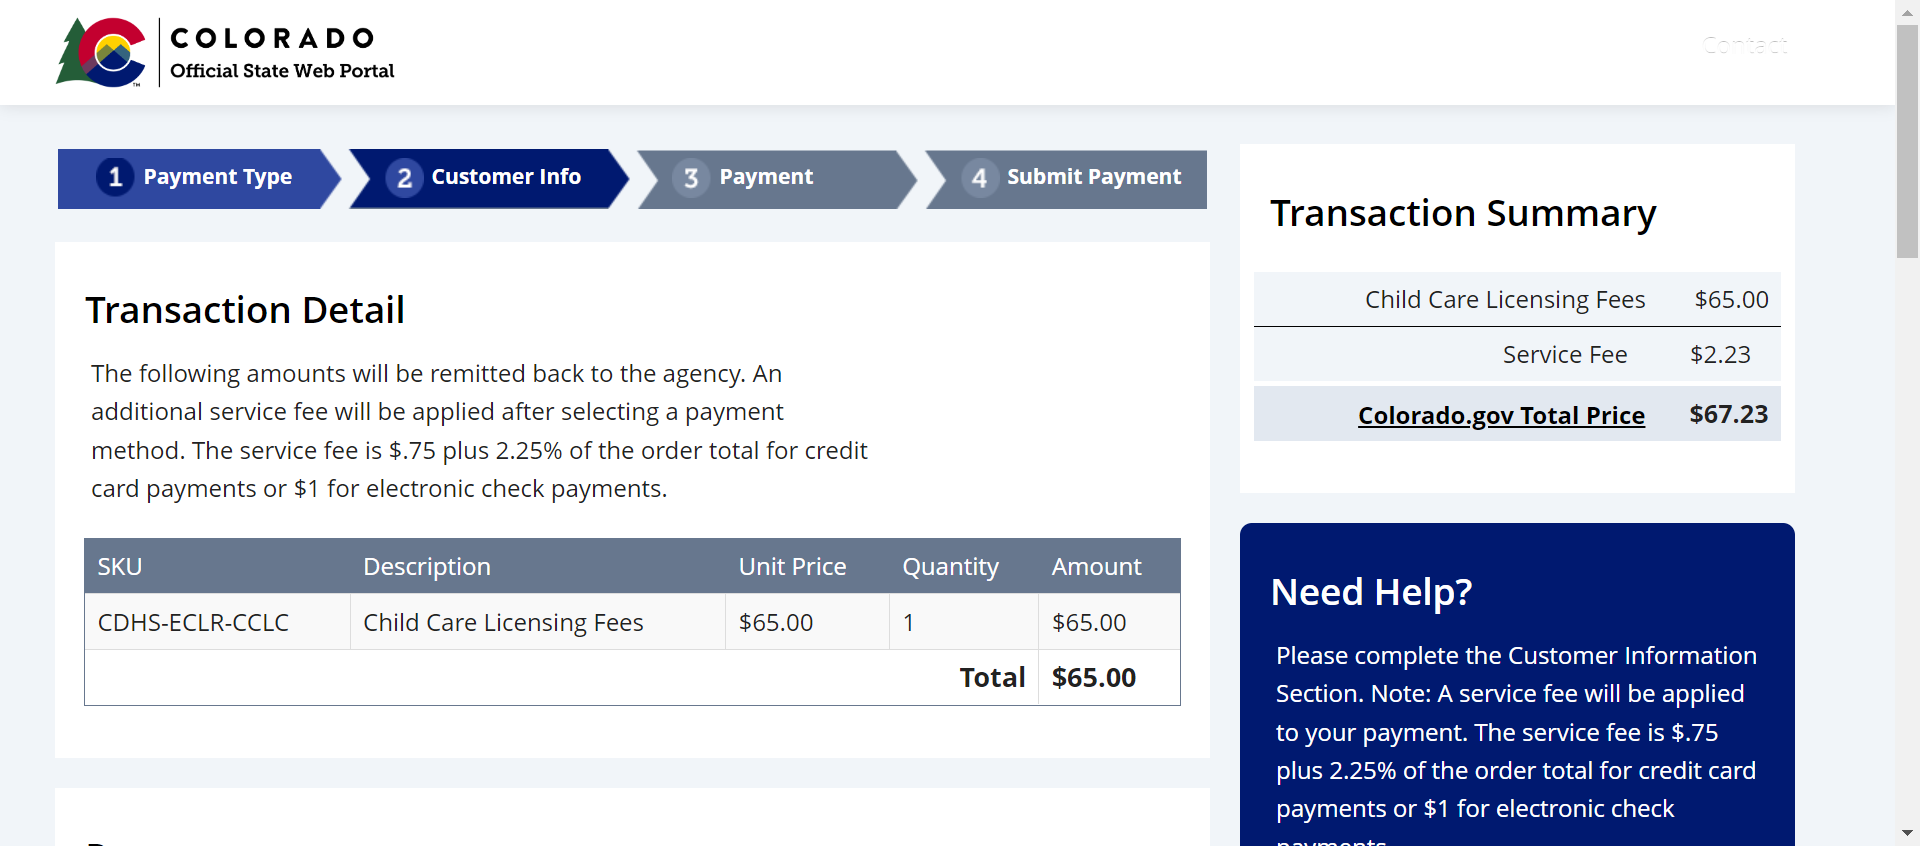 COLORADO
Official State Web Portal
Contact
1 Payment Type
2 Customer Info
3 Payment
4 Submit Payment
Transaction Detail
The following amounts will be remitted back to the agency. An
additional service fee will be applied after selecting a payment
method. The service fee is $.75 plus 2.25% of the order total for credit
card payments or $1 for electronic check payments.
SKU Description Unit Price Quantity Amount
CDHS-ECLR-CCLC Child Care Licensing Fees $65.00 1 $65.00
Total $65.00
Transaction Summary
Child Care Licensing Fees $65.00
Service Fee $2.23
Colorado.gov Total Price $67.23
Need Help?
Please complete the Customer Information
Section. Note: A service fee will be applied
to your payment. The service fee is $.75
plus 2.25% of the order total for credit card
payments or $1 for electronic check